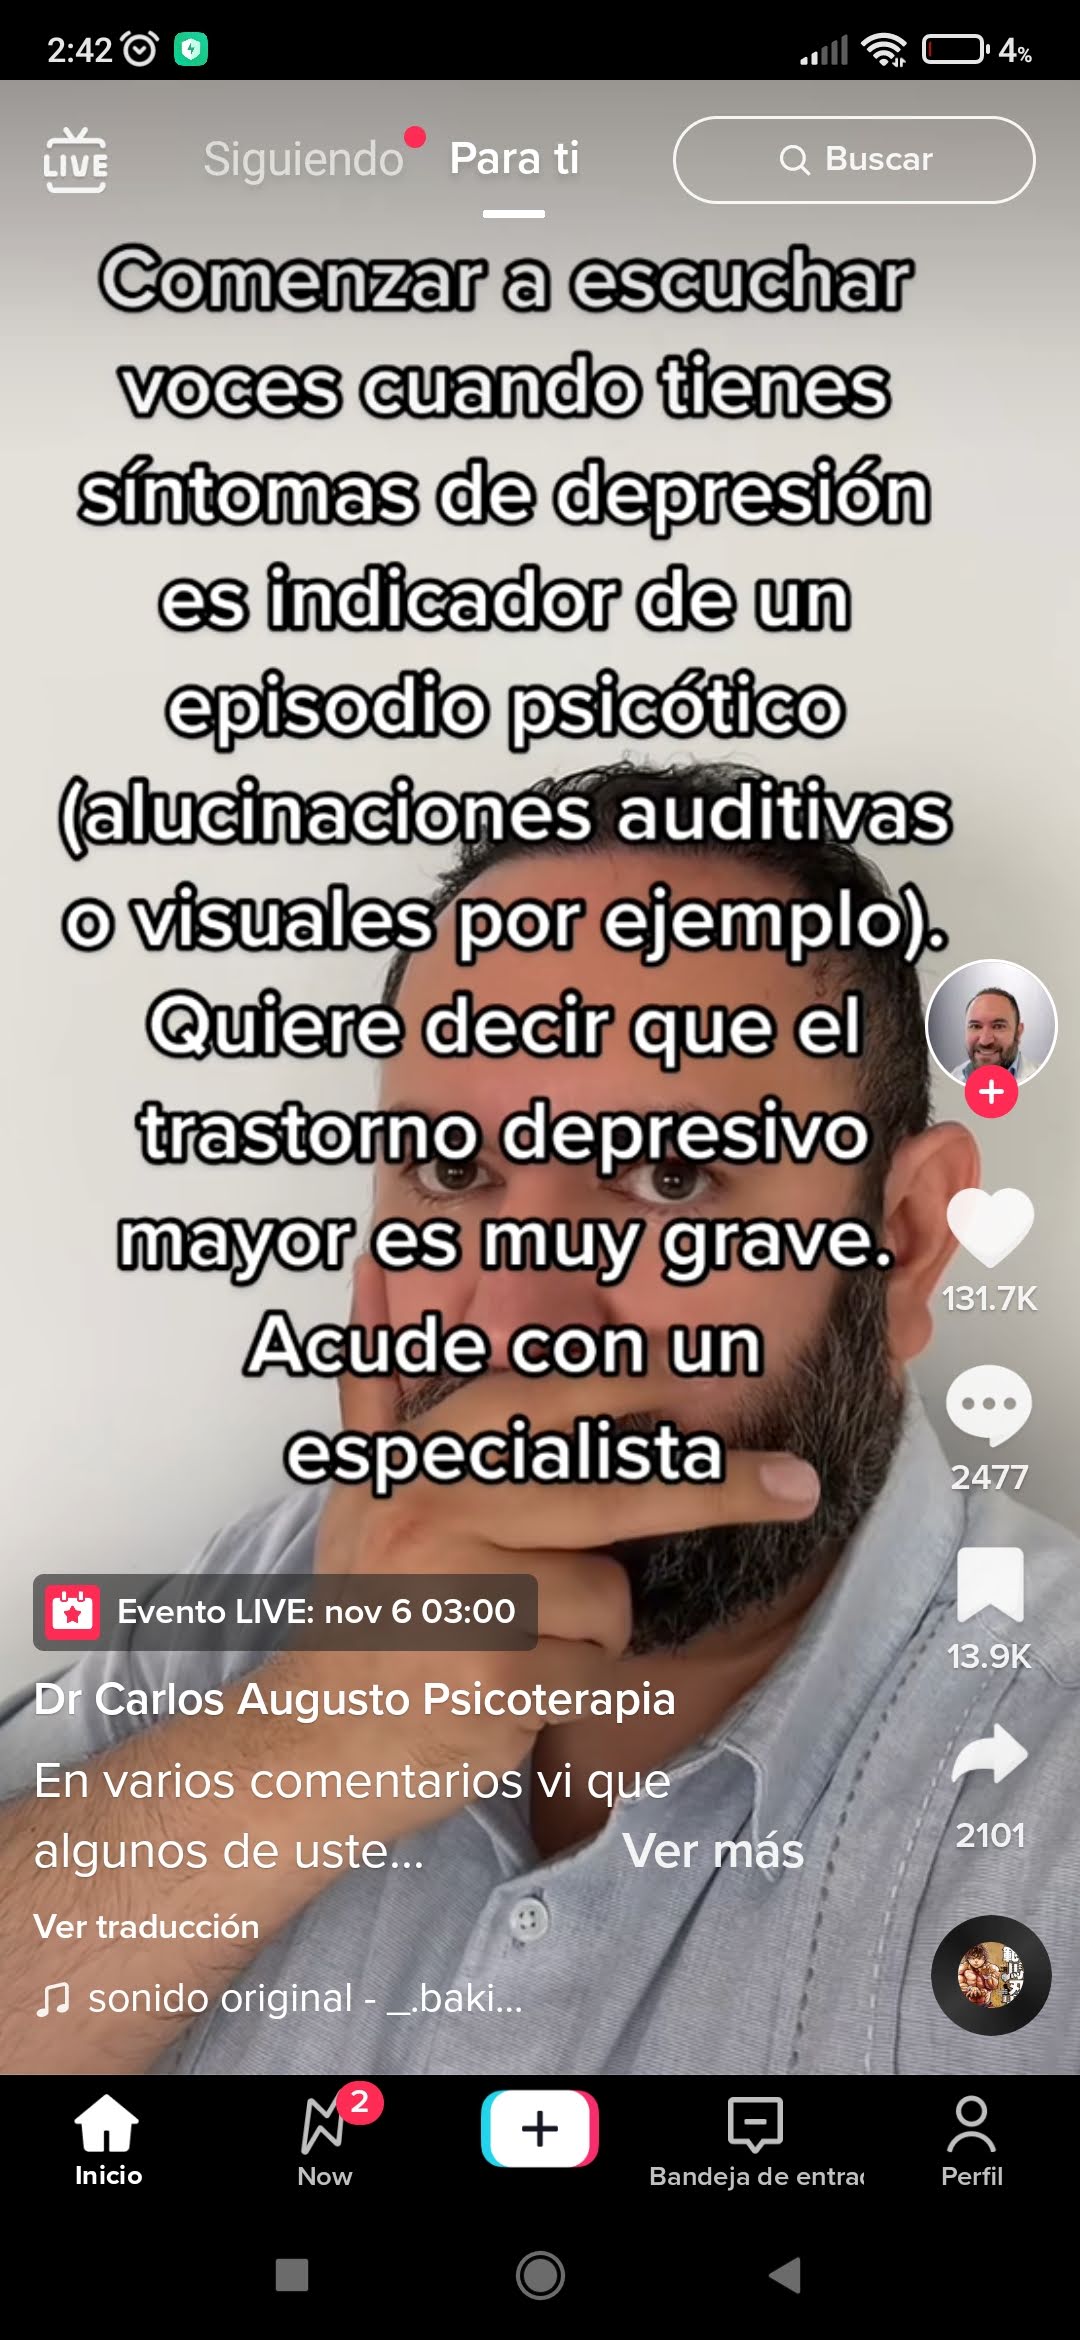 2:42
4%
LIVE
Siguiendo
Para ti
Buscar
Comenzar a escuchar
voces cuando tienes
síntomas de depresión
es indicador de un
episodio psicótico
(alucinaciones auditivas
o visuales por ejemplo).
Quiere decir que el
trastorno depresivo
mayor es muy grave.
Acude con un
especialista
131.7K
2477
13.9K
2101
Evento LIVE: nov 6 03:00
Dr Carlos Augusto Psicoterapia
En varios comentarios vi que
algunos de uste... Ver más
Ver traducción
sonido original - _.baki...
Inicio
2
Now
Bandeja de entrad
Perfil